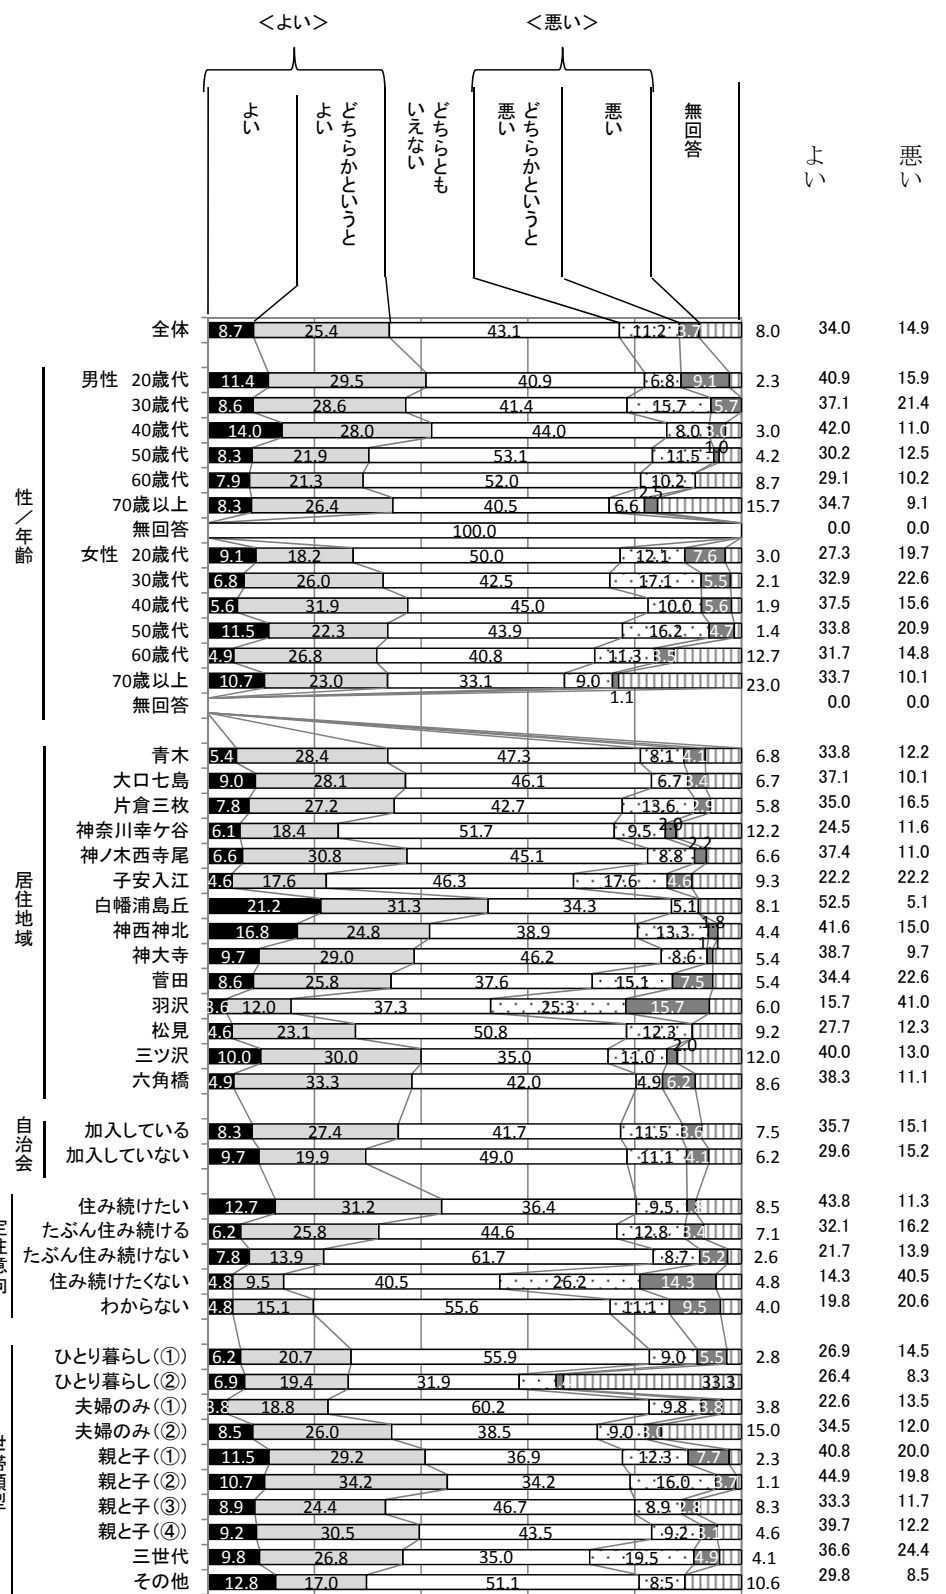 ＜よい＞ ＜悪い＞
よい
どちらかというと
よい
どちらとも
いえない
どちらかというと
悪い
悪い
無回答
よい
悪い
全体 8.7 25.4 43.1 11.2 3.7 8.0 34.0 14.9
性／年齢
男性 20歳代 11.4 29.5 40.9 6.8 9.1 2.3 40.9 15.9
30歳代 8.6 28.6 41.4 15.7 5.7 37.1 21.4
40歳代 14.0 28.0 44.0 8.0 3.0 3.0 42.0 11.0
50歳代 8.3 21.9 53.1 11.5 1.0 4.2 30.2 12.5
60歳代 7.9 21.3 52.0 10.2 8.7 29.1 10.2
70歳以上 8.3 26.4 40.5 6.6 2.5 15.7 34.7 9.1
無回答 100.0 0.0 0.0
女性 20歳代 9.1 18.2 50.0 12.1 7.6 3.0 27.3 19.7
30歳代 6.8 26.0 42.5 17.1 5.5 2.1 32.9 22.6
40歳代 5.6 31.9 45.0 10.0 5.6 1.9 37.5 15.6
50歳代 11.5 22.3 43.9 16.2 4.7 1.4 33.8 20.9
60歳代 4.9 26.8 40.8 11.3 3.5 12.7 31.7 14.8
70歳以上 10.7 23.0 33.1 9.0 1.1 23.0 33.7 10.1
無回答 0.0 0.0
居住地域
青木 5.4 28.4 47.3 8.1 4.1 6.8 33.8 12.2
大口七島 9.0 28.1 46.1 6.7 3.4 6.7 37.1 10.1
片倉三枚 7.8 27.2 42.7 13.6 2.9 5.8 35.0 16.5
神奈川幸ケ谷 6.1 18.4 51.7 9.5 2.0 12.2 24.5 11.6
神ノ木西寺尾 6.6 30.8 45.1 8.8 2.2 6.6 37.4 11.0
子安入江 4.6 17.6 46.3 17.6 4.6 9.3 22.2 22.2
白幡浦島丘 21.2 31.3 34.3 5.1 8.1 52.5 5.1
神西神北 16.8 24.8 38.9 13.3 1.8 4.4 41.6 15.0
神大寺 9.7 29.0 46.2 8.6 5.4 38.7 9.7
菅田 8.6 25.8 37.6 15.1 7.5 5.4 34.4 22.6
羽沢 3.6 12.0 37.3 25.3 15.7 6.0 15.7 41.0
松見 4.6 23.1 50.8 12.3 9.2 27.7 12.3
三ツ沢 10.0 30.0 35.0 11.0 2.0 12.0 40.0 13.0
六角橋 4.9 33.3 42.0 4.9 6.2 8.6 38.3 11.1
自治会
加入している 8.3 27.4 41.7 11.5 3.6 7.5 35.7 15.1
加入していない 9.7 19.9 49.0 11.1 4.1 6.2 29.6 15.2
住み続けたい 12.7 31.2 36.4 9.5 8.5 43.8 11.3
たぶん住み続ける 6.2 25.8 44.6 12.8 3.4 7.1 32.1 16.2
たぶん住み続けない 7.8 13.9 61.7 8.7 5.2 2.6 21.7 13.9
住み続けたくない 4.8 9.5 40.5 26.2 14.3 4.8 14.3 40.5
わからない 4.8 15.1 55.6 11.1 9.5 4.0 19.8 20.6
ひとり暮らし（①） 6.2 20.7 55.9 9.0 5.5 2.8 26.9 14.5
ひとり暮らし（②） 6.9 19.4 31.9 33.3 26.4 8.3
夫婦のみ（①） 3.8 18.8 60.2 9.8 3.8 3.8 22.6 13.5
夫婦のみ（②） 8.5 26.0 38.5 9.0 3.0 15.0 34.5 12.0
親と子（①） 11.5 29.2 36.9 12.3 7.7 2.3 40.8 20.0
親と子（②） 10.7 34.2 34.2 16.0 3.7 1.1 44.9 19.8
親と子（③） 8.9 24.4 46.7 8.9 2.8 8.3 33.3 11.7
親と子（④） 9.2 30.5 43.5 9.2 3.1 4.6 39.7 12.2
三世代 9.8 26.8 35.0 19.5 4.9 4.1 36.6 24.4
その他 12.8 17.0 51.1 8.5 10.6 29.8 8.5